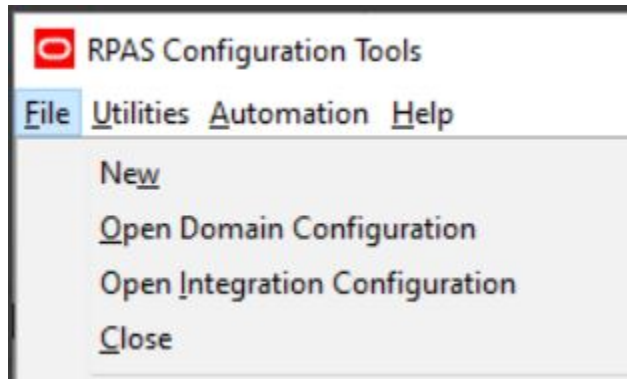 RPAS Configuration Tools
File Utilities Automation Help
New
Open Domain Configuration
Open Integration Configuration
Close